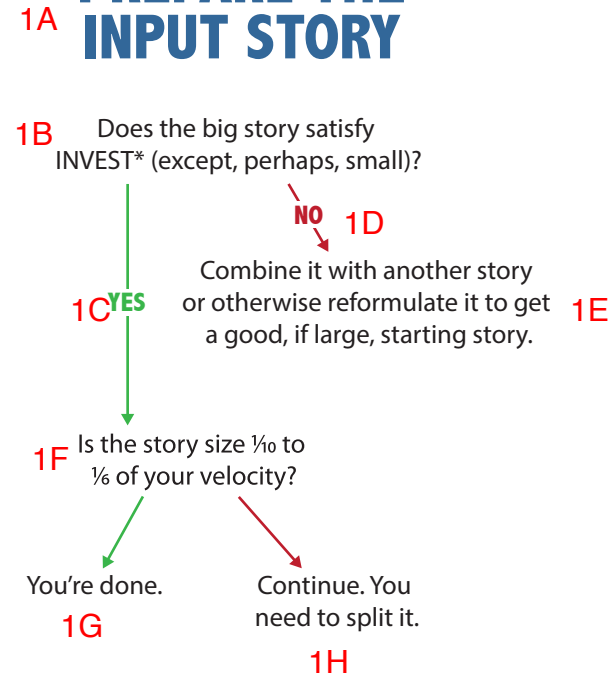 PREPARE THE
1A
INPUT STORY
1B
Does the big story satisfy
INVEST* (except, perhaps, small)?
NO
1D
Combine it with another story
1C
YES
or otherwise reformulate it to get
1E
a good, if large, starting story.
1F
Is the story size 1⁄10 to
1⁄6 of your velocity?
You're done.
Continue. You
1G
need to split it.
1H